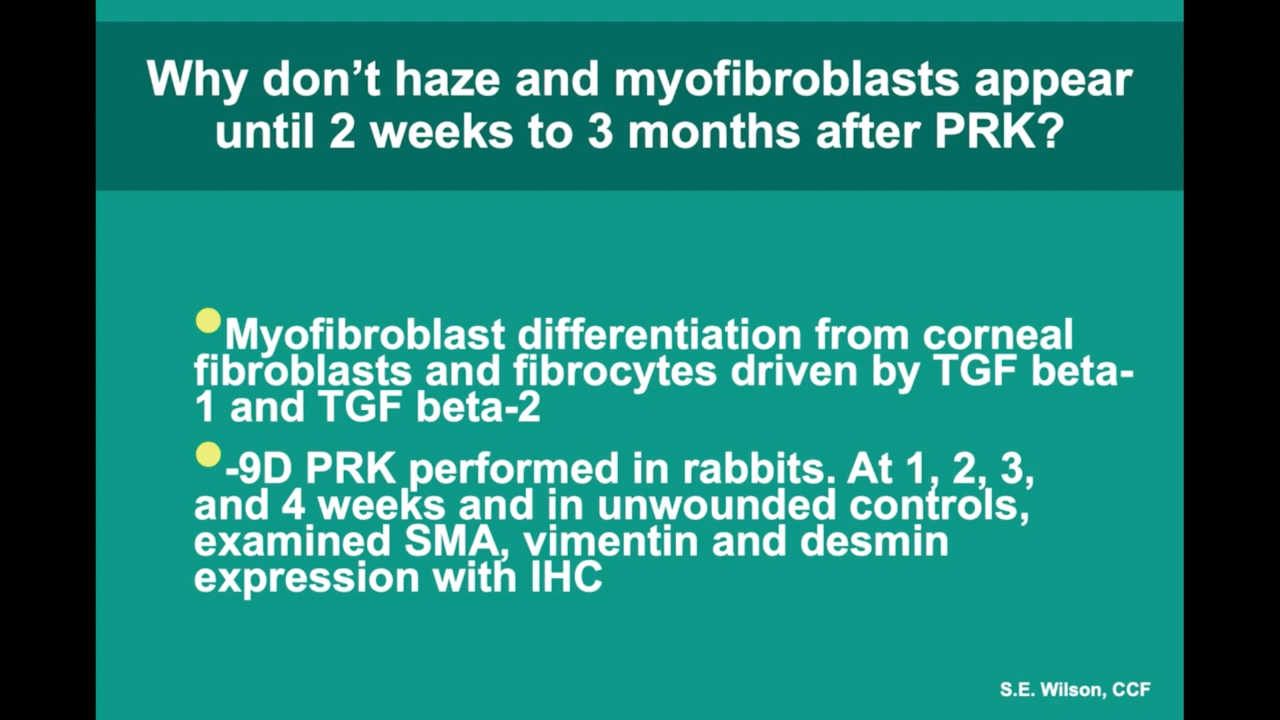 Why don’t haze and myofibroblasts appear
until 2 weeks to 3 months after PRK?
Myofibroblast differentiation from corneal
fibroblasts and fibrocytes driven by TGF beta-
1 and TGF beta-2
-9D PRK performed in rabbits. At 1, 2, 3,
and 4 weeks and in unwounded controls,
examined SMA, vimentin and desmin
expression with IHC
S.E. Wilson, CCF